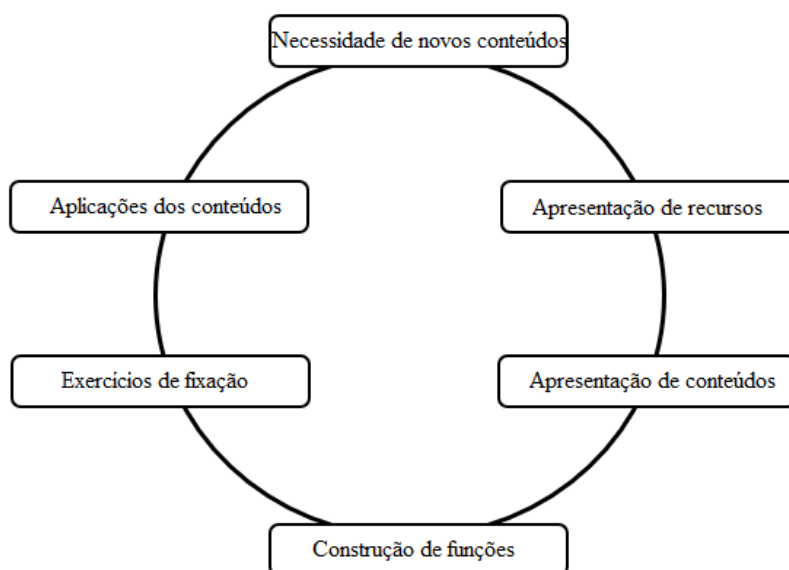 Necessidade de novos conteúdos
Aplicações dos conteúdos
Apresentação de recursos
Exercícios de fixação
Apresentação de conteúdos
Construção de funções